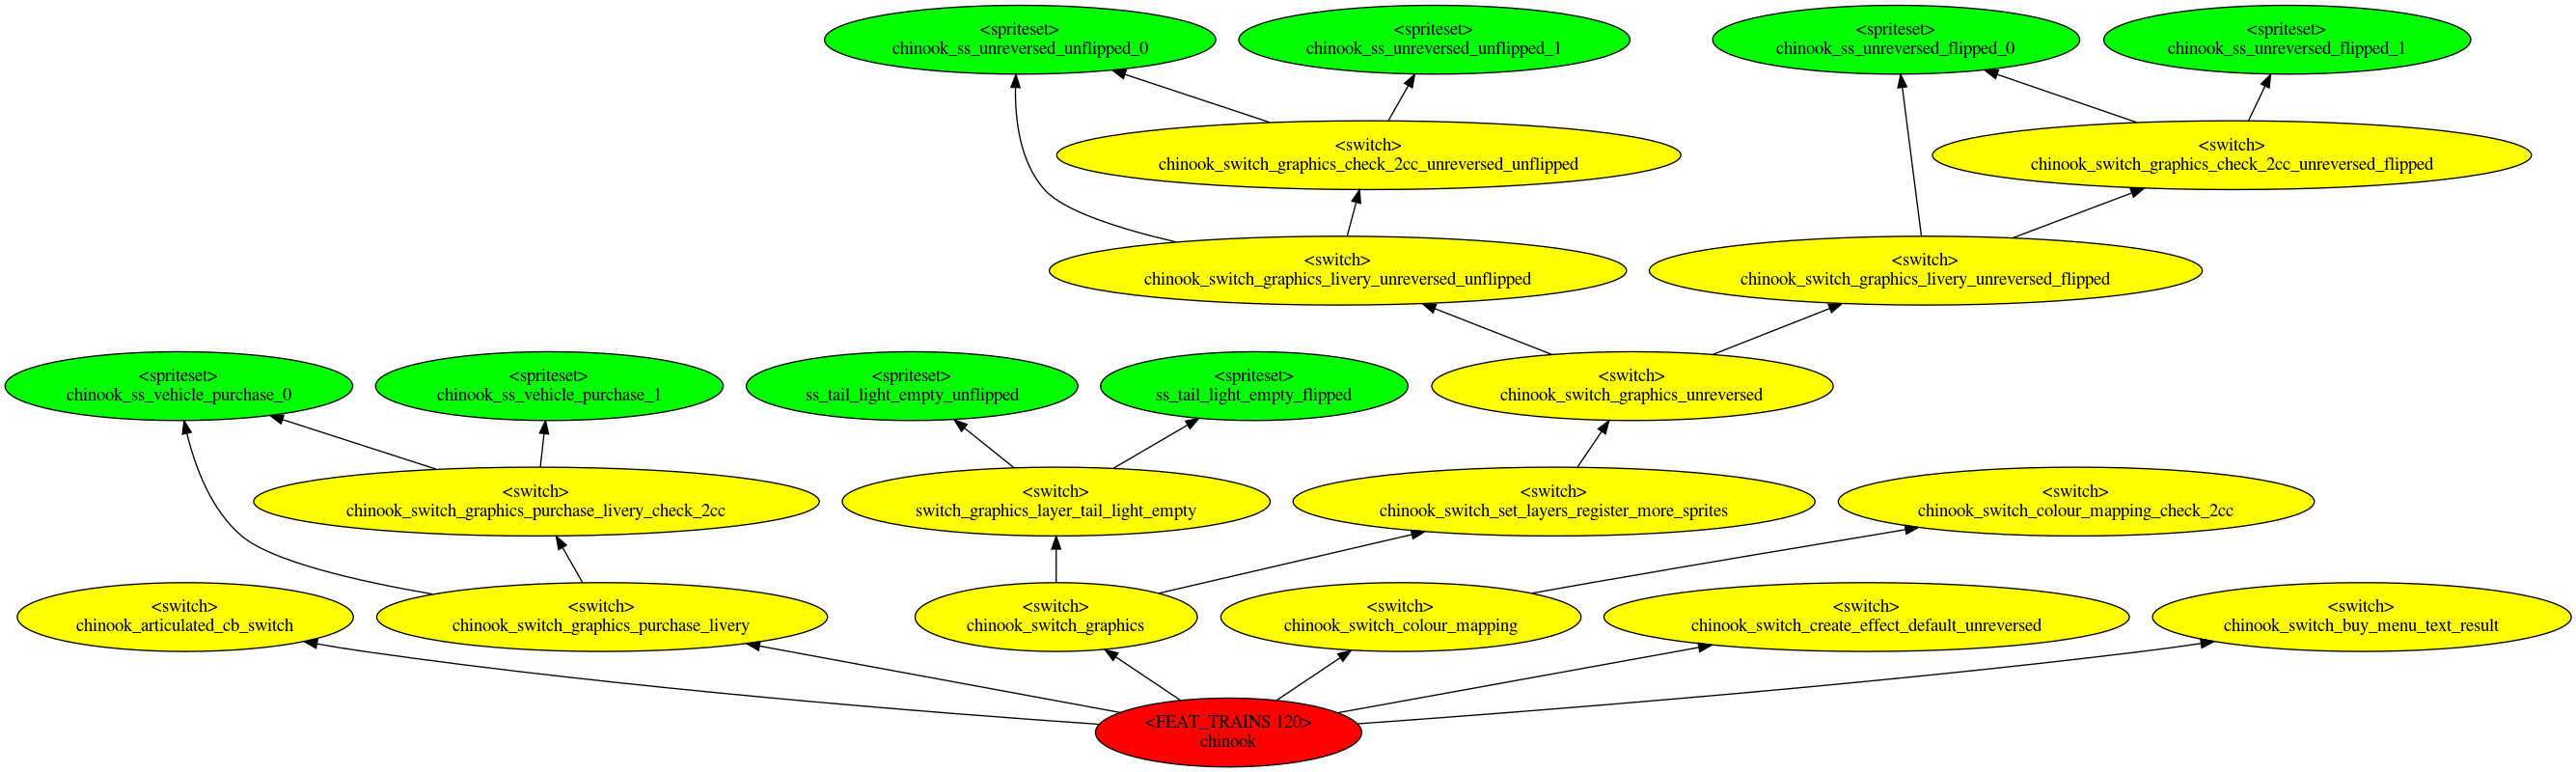 <spriteset>
chinook_ss_unreversed_unflipped_0
<spriteset>
chinook_ss_unreversed_unflipped_1
<spriteset>
chinook_ss_unreversed_flipped_0
<spriteset>
chinook_ss_unreversed_flipped_1
<switch>
chinook_switch_graphics_check_2cc_unreversed_unflipped
<switch>
chinook_switch_graphics_check_2cc_unreversed_flipped
<switch>
chinook_switch_graphics_livery_unreversed_unflipped
<switch>
chinook_switch_graphics_livery_unreversed_flipped
<spriteset>
chinook_ss_vehicle_purchase_0
<spriteset>
chinook_ss_vehicle_purchase_1
<spriteset>
ss_tail_light_empty_unflipped
<spriteset>
ss_tail_light_empty_flipped
<switch>
chinook_switch_graphics_unreversed
<switch>
chinook_switch_graphics_purchase_livery_check_2cc
<switch>
switch_graphics_layer_tail_light_empty
<switch>
chinook_switch_set_layers_register_more_sprites
<switch>
chinook_switch_colour_mapping_check_2cc
<switch>
chinook_articulated_cb_switch
<switch>
chinook_switch_graphics_purchase_livery
<switch>
chinook_switch_graphics
<switch>
chinook_switch_colour_mapping
<switch>
chinook_switch_create_effect_default_unreversed
<switch>
chinook_switch_buy_menu_text_result
<FEAT_TRAINS 120>
chinook